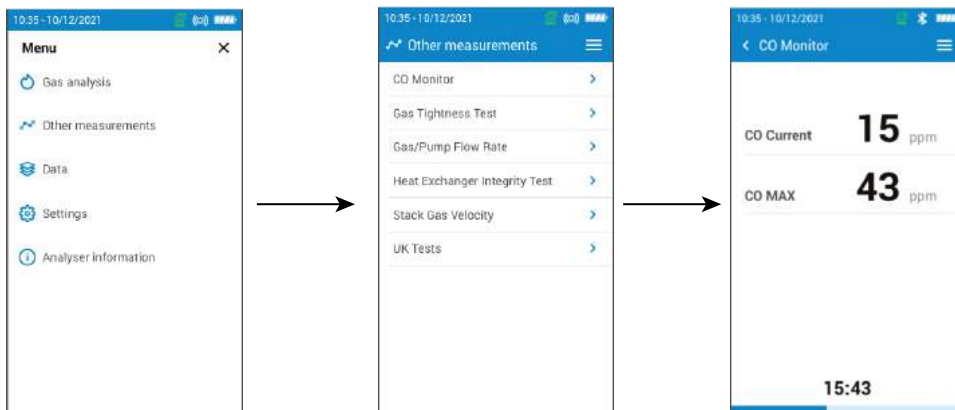 10:35 - 10/12/2021
Menu
Gas analysis
Other measurements
Data
Settings
Analyser information
10:35 - 10/12/2021
Other measurements
CO Monitor
Gas Tightness Test
Gas/Pump Flow Rate
Heat Exchanger Integrity Test
Stack Gas Velocity
UK Tests
10:35 - 10/12/2021
CO Monitor
CO Current 15 ppm
CO MAX 43 ppm
15:43